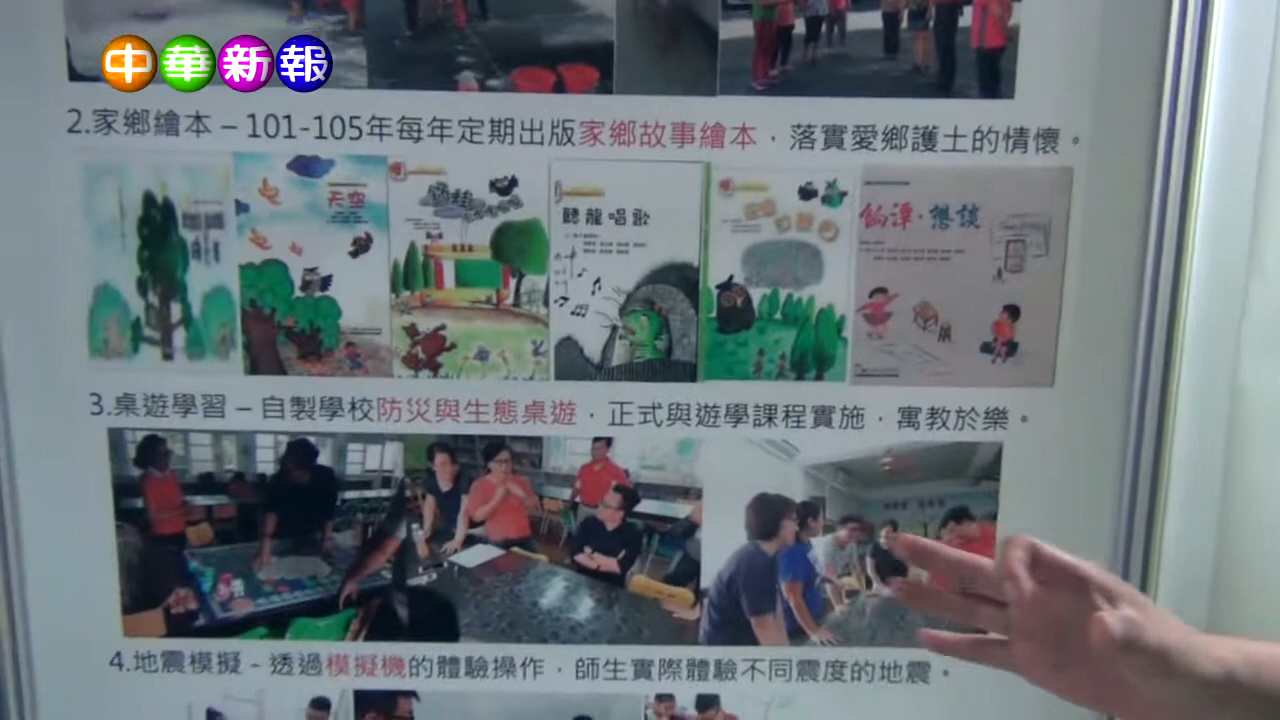 中華新報
2.家鄉繪本 – 101-105年每年定期出版家鄉故事繪本，落實愛鄉護土的情懷。
天空
聽龍唱歌
3.桌遊學習 – 自製學校防災與生態桌遊，正式與遊學課程實施，寓教於樂。
4.地震模擬 - 透過模擬機的體驗操作，師生實際體驗不同震度的地震。